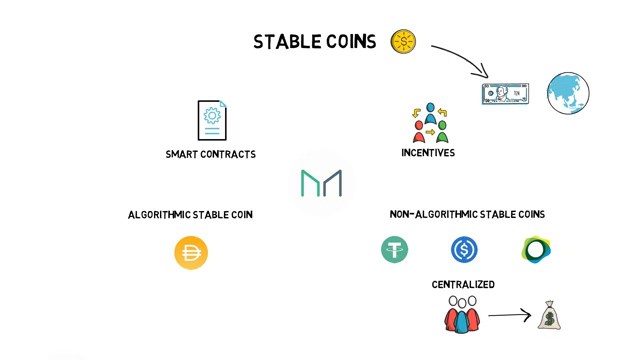 STABLE COINS
SMART CONTRACTS
INCENTIVES
ALGORITHMIC STABLE COIN
NON-ALGORITHMIC STABLE COINS
CENTRALIZED